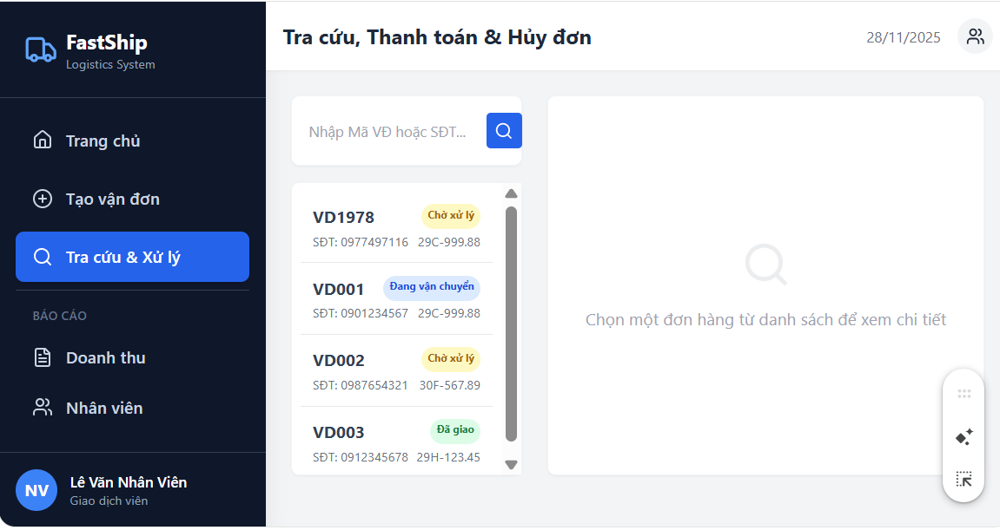 FastShip
Logistics System
Trang chủ
Tạo vận đơn
Tra cứu & Xử lý
BÁO CÁO
Doanh thu
Nhân viên
NV
Lê Văn Nhân Viên
Giao dịch viên
Tra cứu, Thanh toán & Hủy đơn
28/11/2025
Nhập Mã VĐ hoặc SĐT...
VD1978 Chờ xử lý
SĐT: 0977497116 29C-999.88
VD001 Đang vận chuyển
SĐT: 0901234567 29C-999.88
VD002 Chờ xử lý
SĐT: 0987654321 30F-567.89
VD003 Đã giao
SĐT: 0912345678 29H-123.45
Chọn một đơn hàng từ danh sách để xem chi tiết